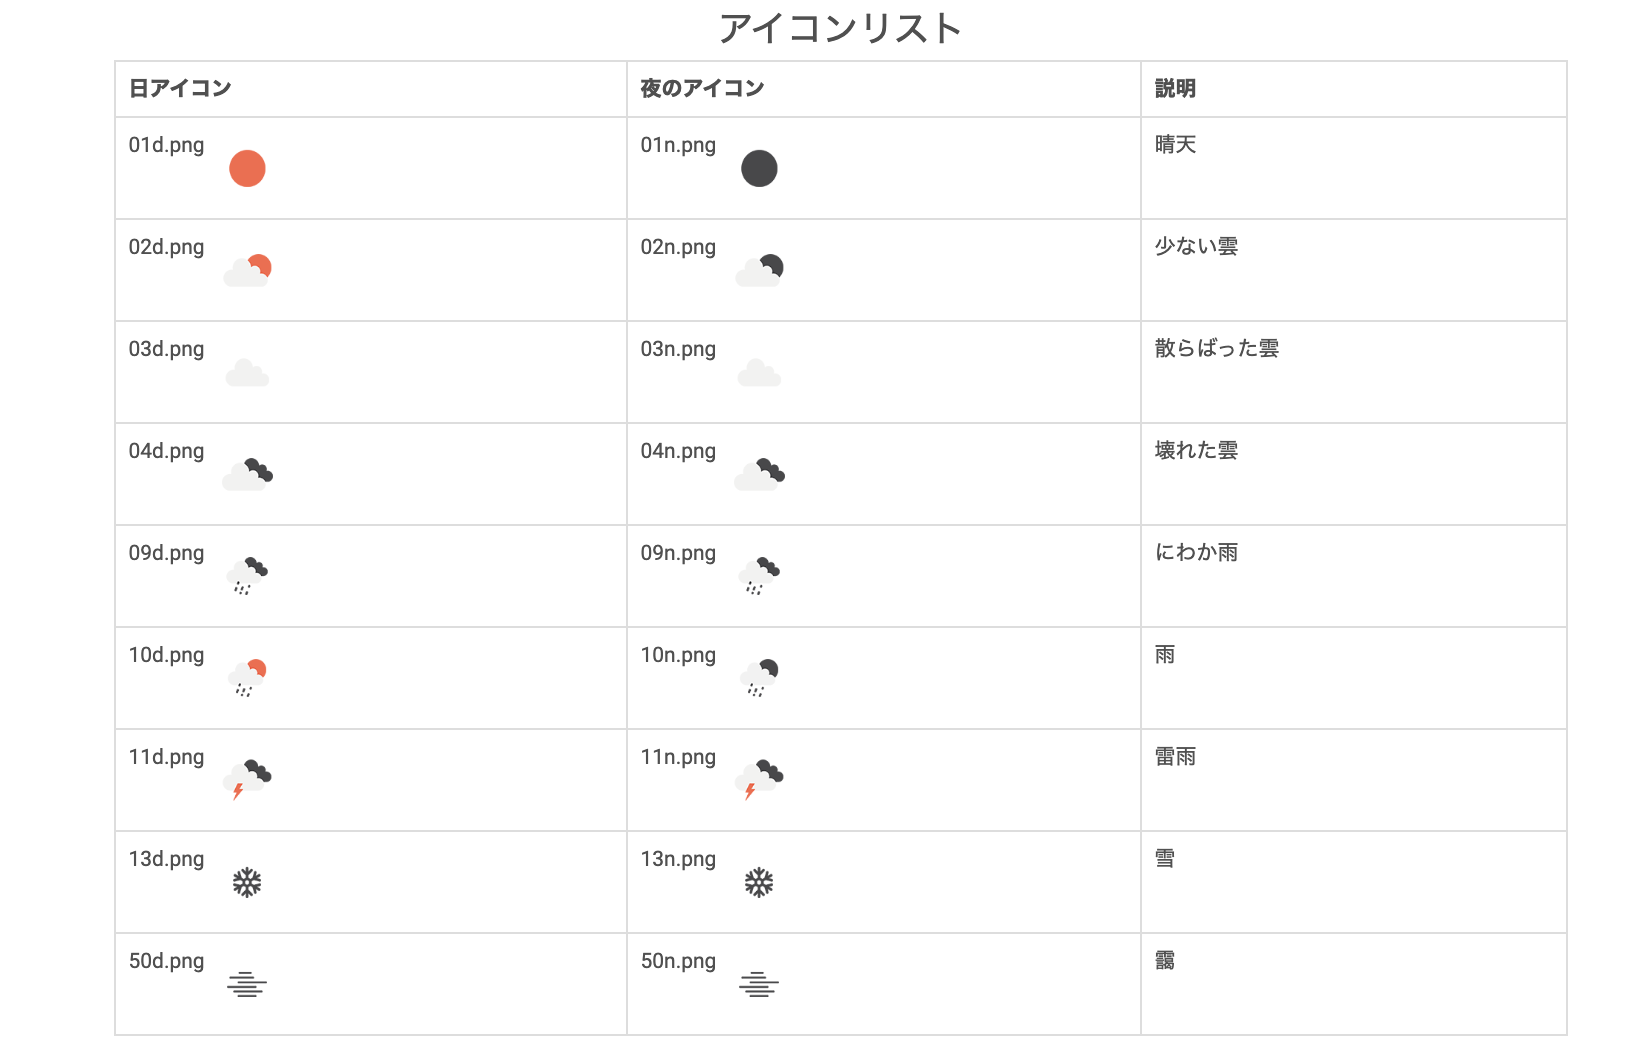 アイコンリスト
日アイコン 夜のアイコン 説明
01d.png 01n.png 晴天
02d.png 02n.png 少ない雲
03d.png 03n.png 散らばった雲
04d.png 04n.png 壊れた雲
09d.png 09n.png にわか雨
10d.png 10n.png 雨
11d.png 11n.png 雷雨
13d.png 13n.png 雪
50d.png 50n.png 靄